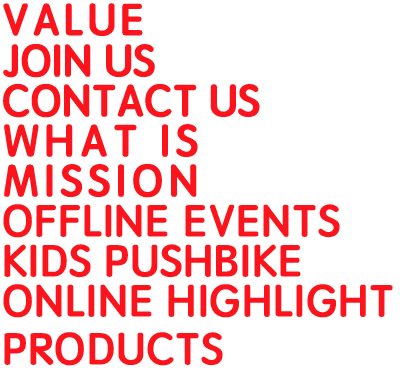 VALUE
JOIN US
CONTACT US
WHAT IS
MISSION
OFFLINE EVENTS
KIDS PUSHBIKE
ONLINE HIGHLIGHT
PRODUCTS